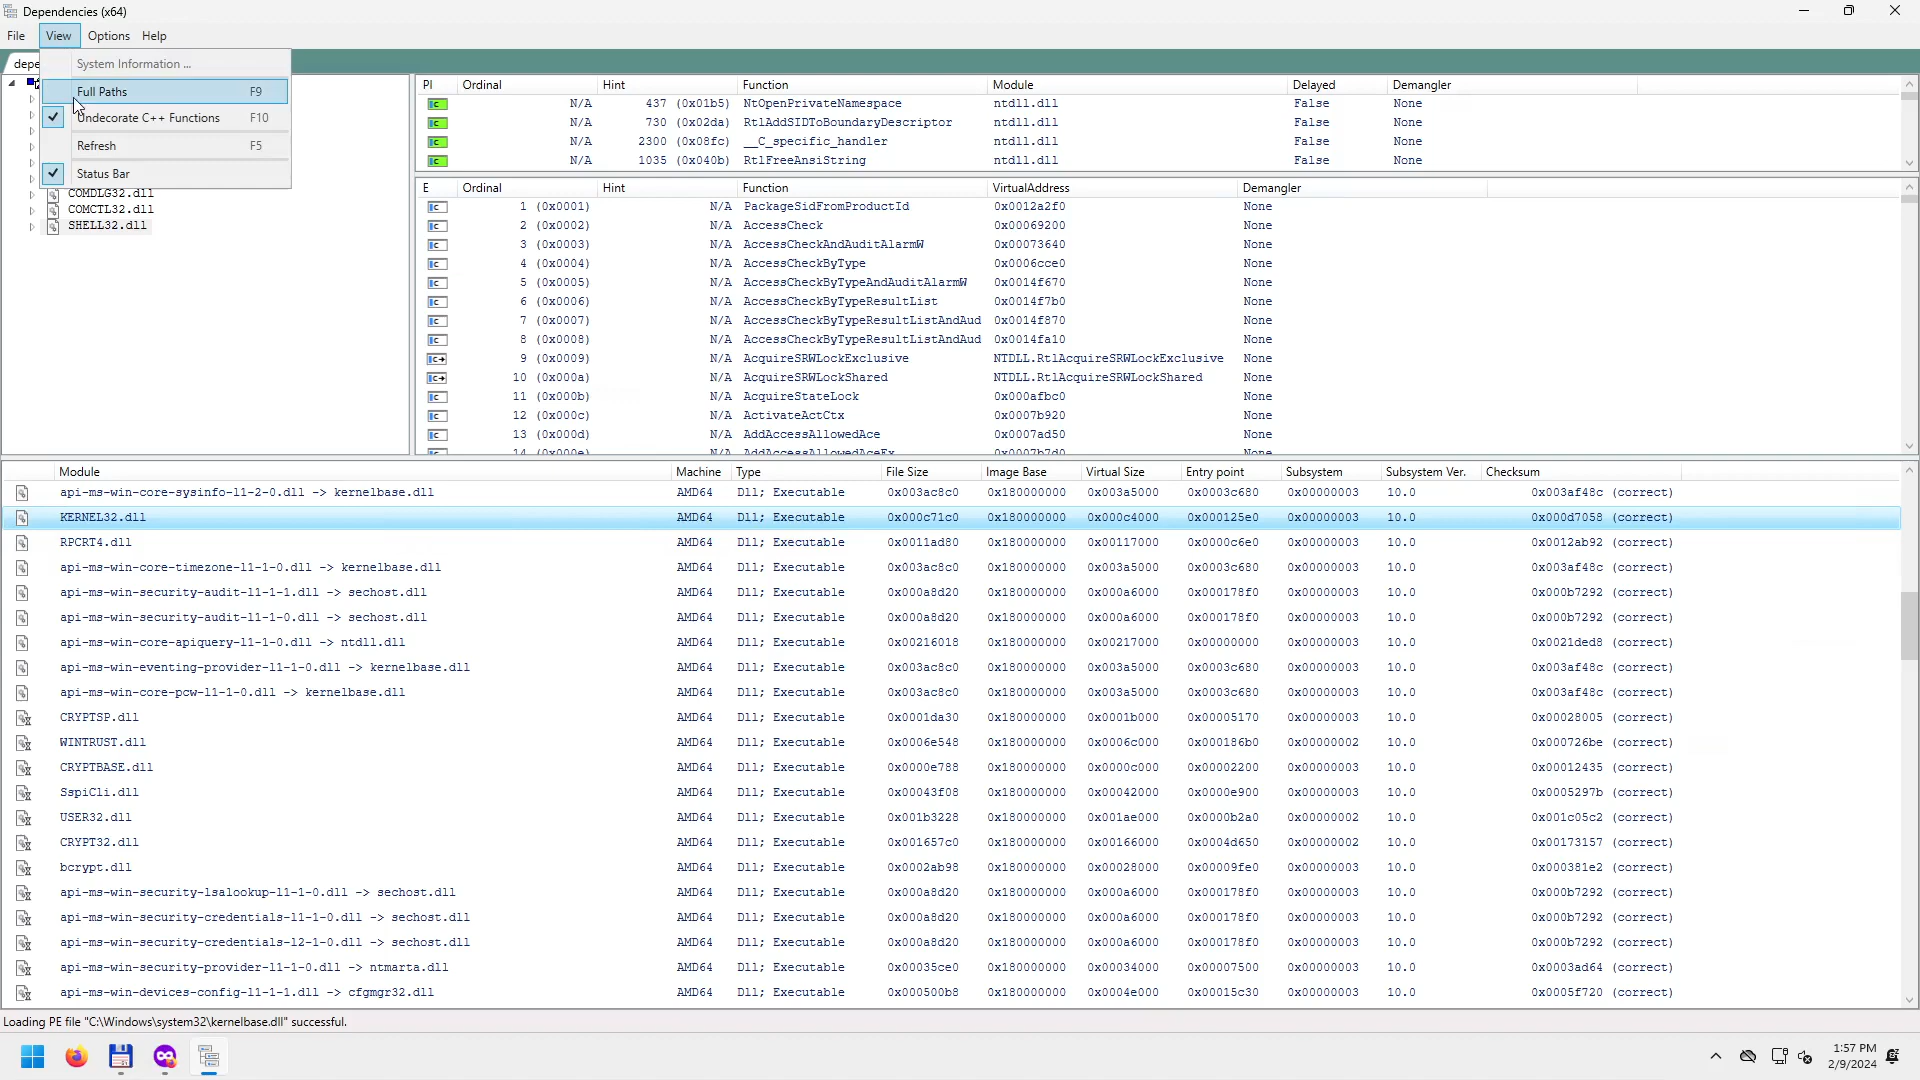 Dependencies (x64)
File View Options Help
depe
System Information ...
Full Paths F9
Undecorate C++ Functions F10
Refresh F5
Status Bar
COMDLG32.dll
COMCTL32.dll
SHELL32.dll
PI Ordinal Hint Function Module Delayed Demangler
N/A 437 (0x01b5) NtOpenPrivateNamespace ntdll.dll False None
N/A 730 (0x02da) RtlAddSIDToBoundaryDescriptor ntdll.dll False None
N/A 2300 (0x08fc) __C_specific_handler ntdll.dll False None
N/A 1035 (0x040b) RtlFreeAnsiString ntdll.dll False None
E Ordinal Hint Function VirtualAddress Demangler
1 (0x0001) N/A PackageSidFromProductId 0x0012a2f0 None
2 (0x0002) N/A AccessCheck 0x00069200 None
3 (0x0003) N/A AccessCheckAndAuditAlarmW 0x00073640 None
4 (0x0004) N/A AccessCheckByType 0x0006cce0 None
5 (0x0005) N/A AccessCheckByTypeAndAuditAlarmW 0x0014f670 None
6 (0x0006) N/A AccessCheckByTypeResultList 0x0014f7b0 None
7 (0x0007) N/A AccessCheckByTypeResultListAndAud 0x0014f870 None
8 (0x0008) N/A AccessCheckByTypeResultListAndAud 0x0014fa10 None
9 (0x0009) N/A AcquireSRWLockExclusive NTDLL.RtlAcquireSRWLockExclusive None
10 (0x000a) N/A AcquireSRWLockShared NTDLL.RtlAcquireSRWLockShared None
11 (0x000b) N/A AcquireStateLock 0x000afbc0 None
12 (0x000c) N/A ActivateActCtx 0x0007b920 None
13 (0x000d) N/A AddAccessAllowedAce 0x0007ad50 None
14 (0x000e) N/A AddAccessAllowedAceEx 0x0007b7d0 None
Module Machine Type File Size Image Base Virtual Size Entry point Subsystem Subsystem Ver. Checksum
api-ms-win-core-sysinfo-l1-2-0.dll -> kernelbase.dll AMD64 Dll; Executable 0x003ac8c0 0x180000000 0x003a5000 0x0003c680 0x00000003 10.0 0x003af48c (correct)
KERNEL32.dll AMD64 Dll; Executable 0x000c71c0 0x180000000 0x000c4000 0x000125e0 0x00000003 10.0 0x000d7058 (correct)
RPCRT4.dll AMD64 Dll; Executable 0x0011ad80 0x180000000 0x00117000 0x0000c6e0 0x00000003 10.0 0x0012ab92 (correct)
api-ms-win-core-timezone-l1-1-0.dll -> kernelbase.dll AMD64 Dll; Executable 0x003ac8c0 0x180000000 0x003a5000 0x0003c680 0x00000003 10.0 0x003af48c (correct)
api-ms-win-security-audit-l1-1-1.dll -> sechost.dll AMD64 Dll; Executable 0x000a8d20 0x180000000 0x000a6000 0x000178f0 0x00000003 10.0 0x000b7292 (correct)
api-ms-win-security-audit-l1-1-0.dll -> sechost.dll AMD64 Dll; Executable 0x000a8d20 0x180000000 0x000a6000 0x000178f0 0x00000003 10.0 0x000b7292 (correct)
api-ms-win-core-apiquery-l1-1-0.dll -> ntdll.dll AMD64 Dll; Executable 0x00216018 0x180000000 0x00217000 0x00000000 0x00000003 10.0 0x0021ded8 (correct)
api-ms-win-eventing-provider-l1-1-0.dll -> kernelbase.dll AMD64 Dll; Executable 0x003ac8c0 0x180000000 0x003a5000 0x0003c680 0x00000003 10.0 0x003af48c (correct)
api-ms-win-core-pcw-l1-1-0.dll -> kernelbase.dll AMD64 Dll; Executable 0x003ac8c0 0x180000000 0x003a5000 0x0003c680 0x00000003 10.0 0x003af48c (correct)
CRYPTSP.dll AMD64 Dll; Executable 0x0001da30 0x180000000 0x0001b000 0x00005170 0x00000003 10.0 0x00028005 (correct)
WINTRUST.dll AMD64 Dll; Executable 0x0006e548 0x180000000 0x0006c000 0x000186b0 0x00000002 10.0 0x000726be (correct)
CRYPTBASE.dll AMD64 Dll; Executable 0x0000e788 0x180000000 0x0000c000 0x00002200 0x00000003 10.0 0x00012435 (correct)
SspiCli.dll AMD64 Dll; Executable 0x00043f08 0x180000000 0x00042000 0x0000e900 0x00000003 10.0 0x0005297b (correct)
USER32.dll AMD64 Dll; Executable 0x001b3228 0x180000000 0x001ae000 0x0000b2a0 0x00000002 10.0 0x001c05c2 (correct)
CRYPT32.dll AMD64 Dll; Executable 0x001657c0 0x180000000 0x00166000 0x0004d650 0x00000002 10.0 0x00173157 (correct)
bcrypt.dll AMD64 Dll; Executable 0x0002ab98 0x180000000 0x00028000 0x00009fe0 0x00000003 10.0 0x000381e2 (correct)
api-ms-win-security-lsalookup-l1-1-0.dll -> sechost.dll AMD64 Dll; Executable 0x000a8d20 0x180000000 0x000a6000 0x000178f0 0x00000003 10.0 0x000b7292 (correct)
api-ms-win-security-credentials-l1-1-0.dll -> sechost.dll AMD64 Dll; Executable 0x000a8d20 0x180000000 0x000a6000 0x000178f0 0x00000003 10.0 0x000b7292 (correct)
api-ms-win-security-credentials-l2-1-0.dll -> sechost.dll AMD64 Dll; Executable 0x000a8d20 0x180000000 0x000a6000 0x000178f0 0x00000003 10.0 0x000b7292 (correct)
api-ms-win-security-provider-l1-1-0.dll -> ntmarta.dll AMD64 Dll; Executable 0x00035ce0 0x180000000 0x00034000 0x00007500 0x00000003 10.0 0x0003ad64 (correct)
api-ms-win-devices-config-l1-1-1.dll -> cfgmgr32.dll AMD64 Dll; Executable 0x000500b8 0x180000000 0x0004e000 0x00015c30 0x00000003 10.0 0x0005f720 (correct)
Loading PE file "C:\Windows\system32\kernelbase.dll" successful.
1:57 PM
2/9/2024